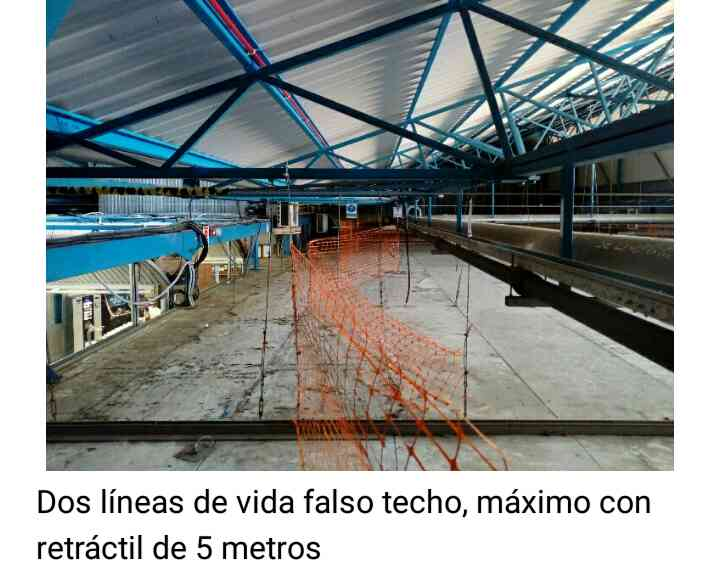 Dos líneas de vida falso techo, máximo con
retráctil de 5 metros